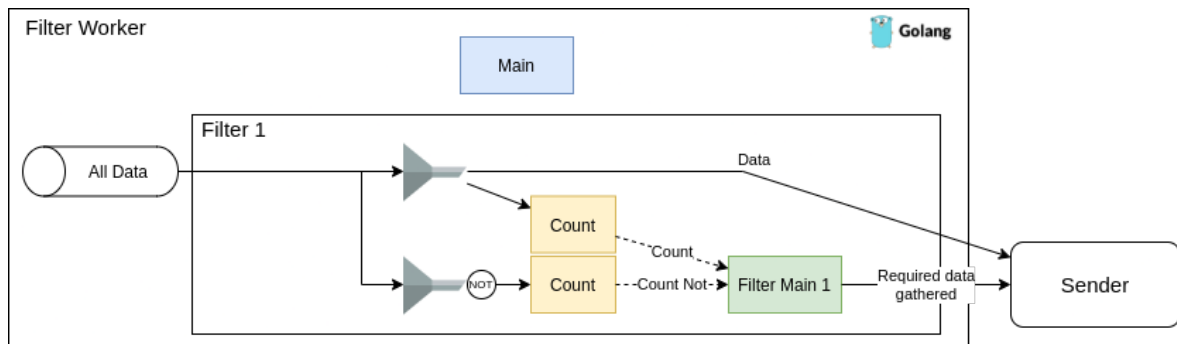 Filter Worker
Golang
Main
Filter 1
All Data
Data
Count
Count
NOT
Count
Count Not
Filter Main 1
Required data
gathered
Sender